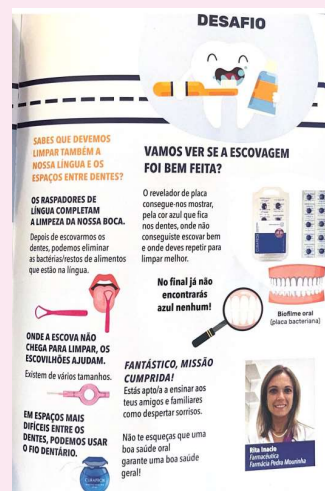 DESAFIO
SABES QUE DEVEMOS
LIMPAR TAMBÉM A
NOSSA LÍNGUA E OS
ESPAÇOS ENTRE DENTES?
OS RASPADORES DE
LÍNGUA COMPLETAM
A LIMPEZA DA NOSSA BOCA.
Depois de escovarmos os
dentes, podemos eliminar
as bactérias/restos de alimentos
que estão na língua.
ONDE A ESCOVA NÃO
CHEGA PARA LIMPAR, OS
ESCOVILHÕES AJUDAM.
Existem de vários tamanhos.
EM ESPAÇOS MAIS
DIFÍCEIS ENTRE OS
DENTES, PODEMOS USAR
O FIO DENTÁRIO.
VAMOS VER SE A ESCOVAGEM
FOI BEM FEITA?
O revelador de placa
consegue-nos mostrar,
pela cor azul que fica
nos dentes, onde não
conseguiste escovar bem
e onde deves repetir para
limpar melhor.
No final já não
encontrarás
azul nenhum!
Biofilme oral
(placa bacteriana)
FANTÁSTICO, MISSÃO
CUMPRIDA!
Estás apto/a a ensinar aos
teus amigos e familiares
como despertar sorrisos.
Não te esqueças que uma
boa saúde oral
garante uma boa saúde
geral!
Rita Inacio
Farmacêutica
Farmácia Pedro Mourinha